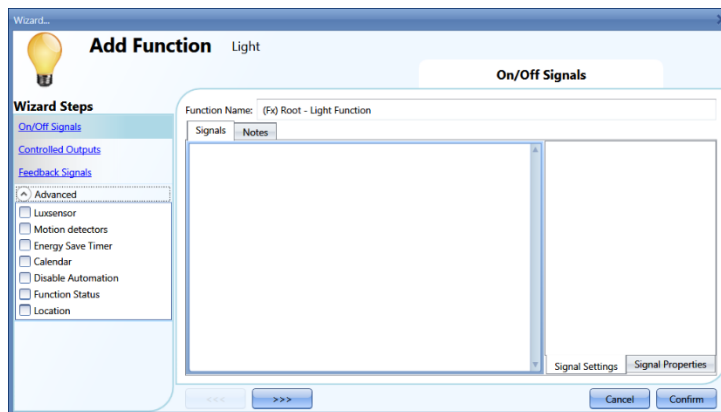 Wizard...
Add Function Light
On/Off Signals
Wizard Steps
On/Off Signals
Controlled Outputs
Feedback Signals
Advanced
Luxsensor
Motion detectors
Energy Save Timer
Calendar
Disable Automation
Function Status
Location
Function Name: (Fx) Root - Light Function
Signals Notes
Signal Settings Signal Properties
<<< >>> Cancel Confirm